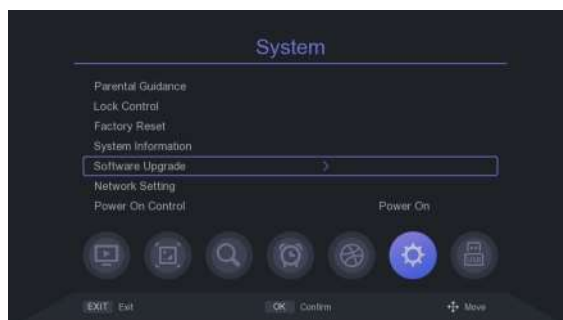 System
Parental Guidance
Lock Control
Factory Reset
System Information
Software Upgrade
Network Setting
Power On Control Power On
USB
EXIT Exit OK Confirm Move